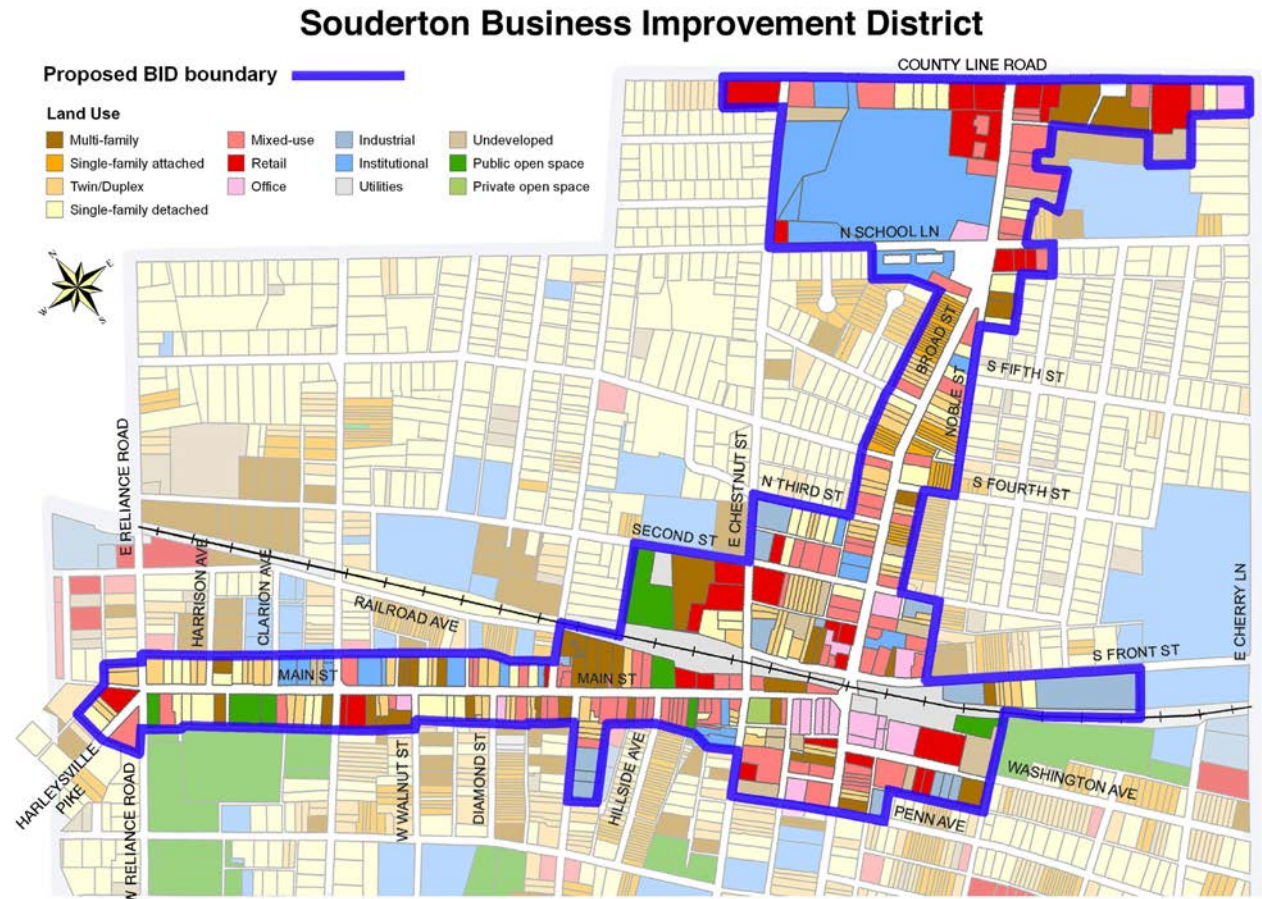 Souderton Business Improvement District
Proposed BID boundary
COUNTY LINE ROAD
Land Use
Multi-family
Single-family attached
Twin/Duplex
Single-family detached
Mixed-use
Retail
Office
Industrial
Institutional
Utilities
Undeveloped
Public open space
Private open space
N
E
W
S
N SCHOOL LN
BROAD ST
NOBLE ST
S FIFTH ST
E RELIANCE ROAD
E CHESTNUT ST
N THIRD ST
S FOURTH ST
SECOND ST
HARRISON AVE
CLARION AVE
RAILROAD AVE
E CHERRY LN
S FRONT ST
MAIN ST
MAIN ST
HARLEYSVILLE
PIKE
W RELIANCE ROAD
W WALNUT ST
DIAMOND ST
HILLSIDE AVE
WASHINGTON AVE
PENN AVE